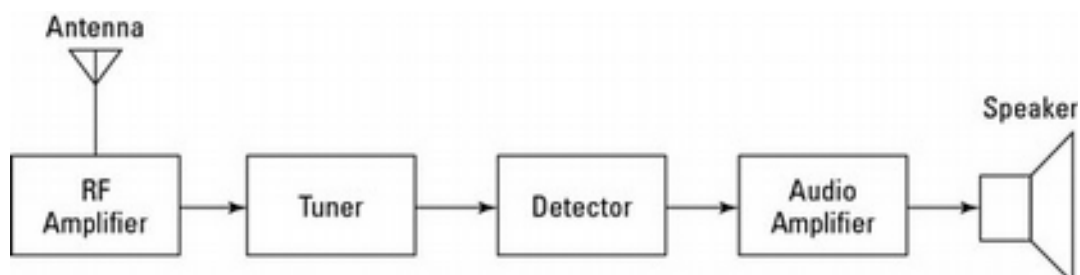 Antenna
Speaker
RF
Amplifier
Tuner
Detector
Audio
Amplifier